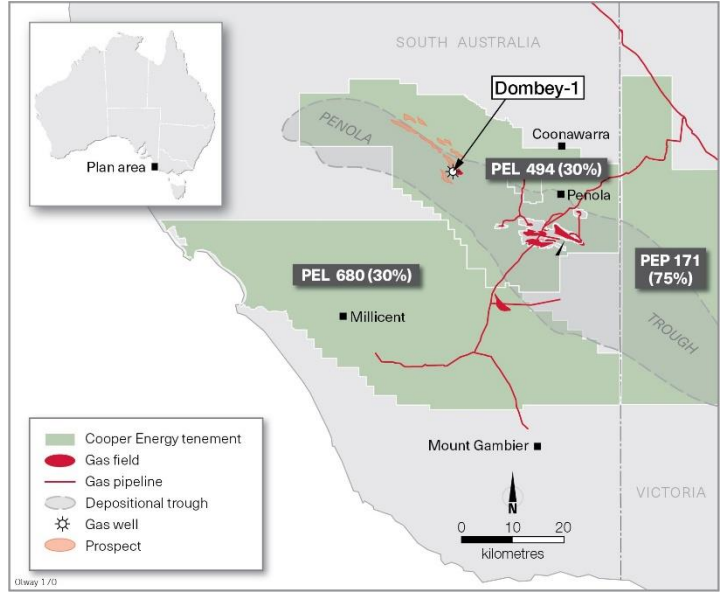 SOUTH AUSTRALIA
Dombey-1
PENOLA
Coonawarra
Plan area
PEL 494 (30%)
Penola
PEL 680 (30%)
PEP 171
(75%)
Millicent
TROUGH
Cooper Energy tenement
Gas field
Gas pipeline
Depositional trough
Gas well
Prospect
Mount Gambier
N
VICTORIA
0 10 20
kilometres
Otway 170